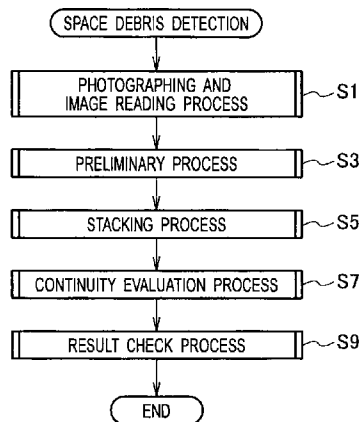 SPACE DEBRIS DETECTION
PHOTOGRAPHING AND
IMAGE READING PROCESS
S1
PRELIMINARY PROCESS
S3
STACKING PROCESS
S5
CONTINUITY EVALUATION PROCESS
S7
RESULT CHECK PROCESS
S9
END